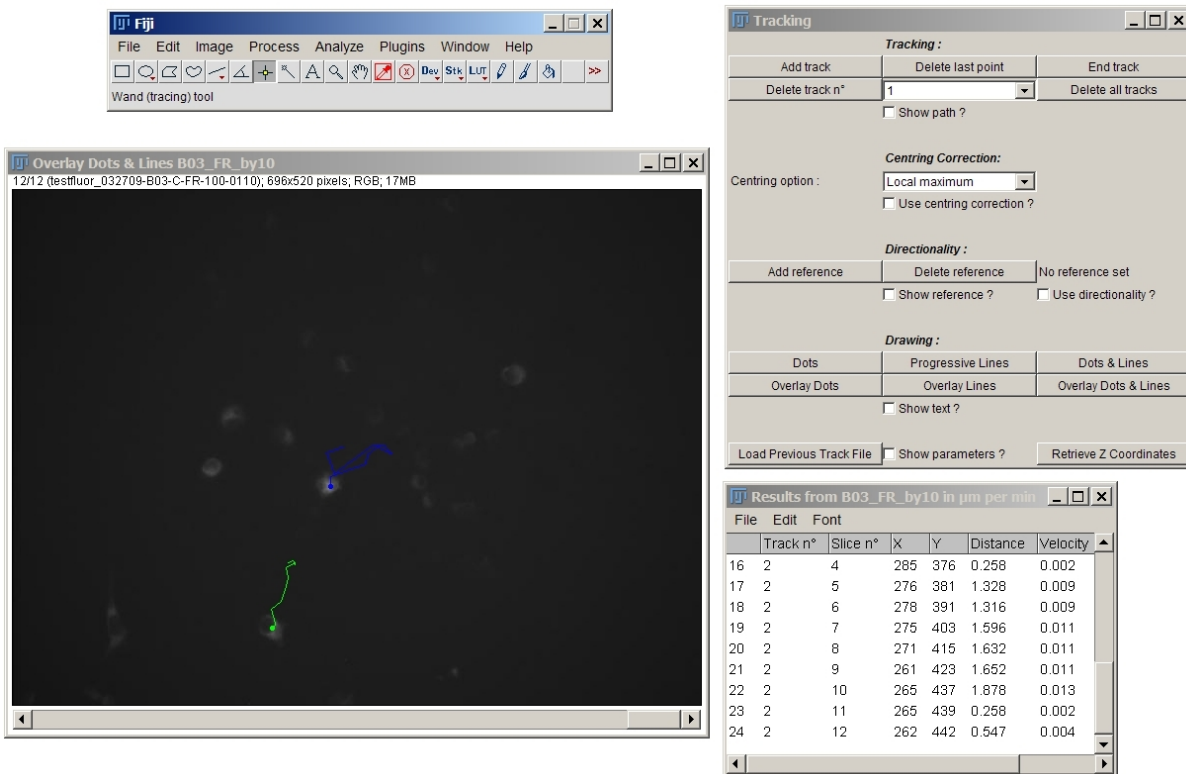 Fiji
File Edit Image Process Analyze Plugins Window Help
A Dev Stk LUT >>
Wand (tracing) tool
Overlay Dots & Lines B03_FR_by10
12/12 (testfluor_032709-B03-C-FR-100-0110); 696x520 pixels; RGB; 17MB
Tracking
Tracking :
Add track Delete last point End track
Delete track n° 1 Delete all tracks
Show path ?
Centring Correction:
Centring option : Local maximum
Use centring correction ?
Directionality :
Add reference Delete reference No reference set
Show reference ? Use directionality ?
Drawing :
Dots Progressive Lines Dots & Lines
Overlay Dots Overlay Lines Overlay Dots & Lines
Show text ?
Load Previous Track File Show parameters ? Retrieve Z Coordinates
Results from B03_FR_by10 in µm per min
File Edit Font
Track n° Slice n° X Y Distance Velocity
16 2 4 285 376 0.258 0.002
17 2 5 276 381 1.328 0.009
18 2 6 278 391 1.316 0.009
19 2 7 275 403 1.596 0.011
20 2 8 271 415 1.632 0.011
21 2 9 261 423 1.652 0.011
22 2 10 265 437 1.878 0.013
23 2 11 265 439 0.258 0.002
24 2 12 262 442 0.547 0.004